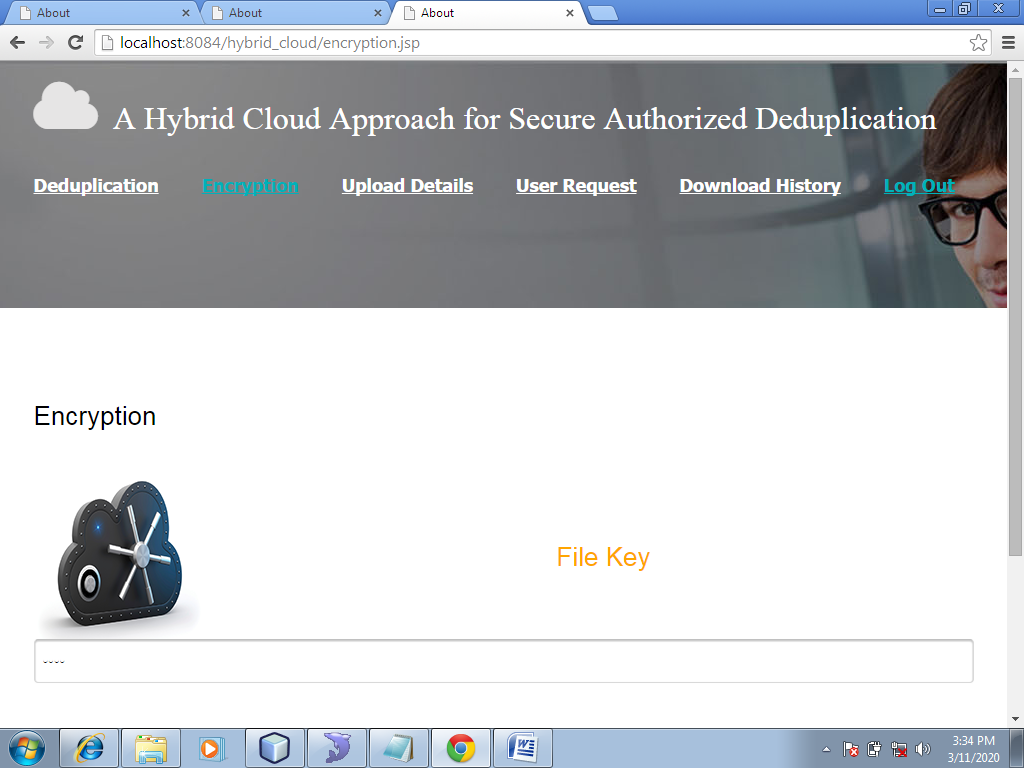 About About About
localhost:8084/hybrid_cloud/encryption.jsp
A Hybrid Cloud Approach for Secure Authorized Deduplication
Deduplication Encryption Upload Details User Request Download History Log Out
Encryption
File Key
----
3:34 PM
3/11/2020